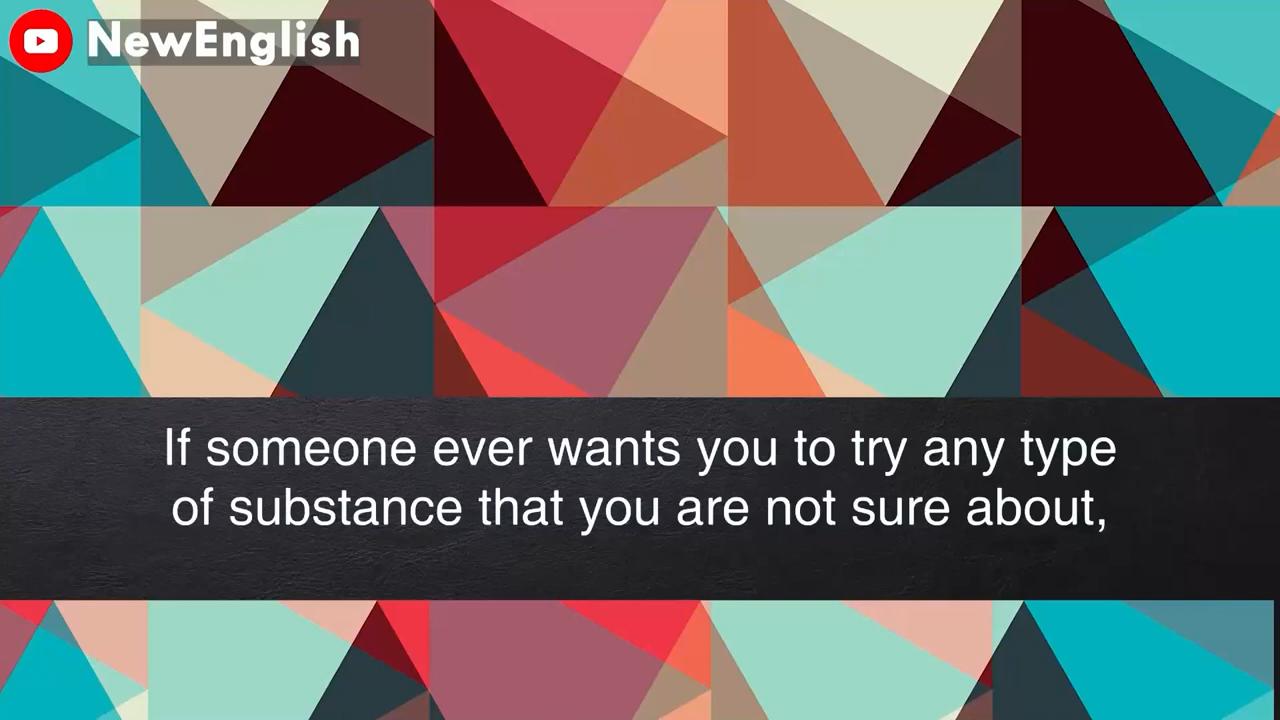 NewEnglish
If someone ever wants you to try any type
of substance that you are not sure about,